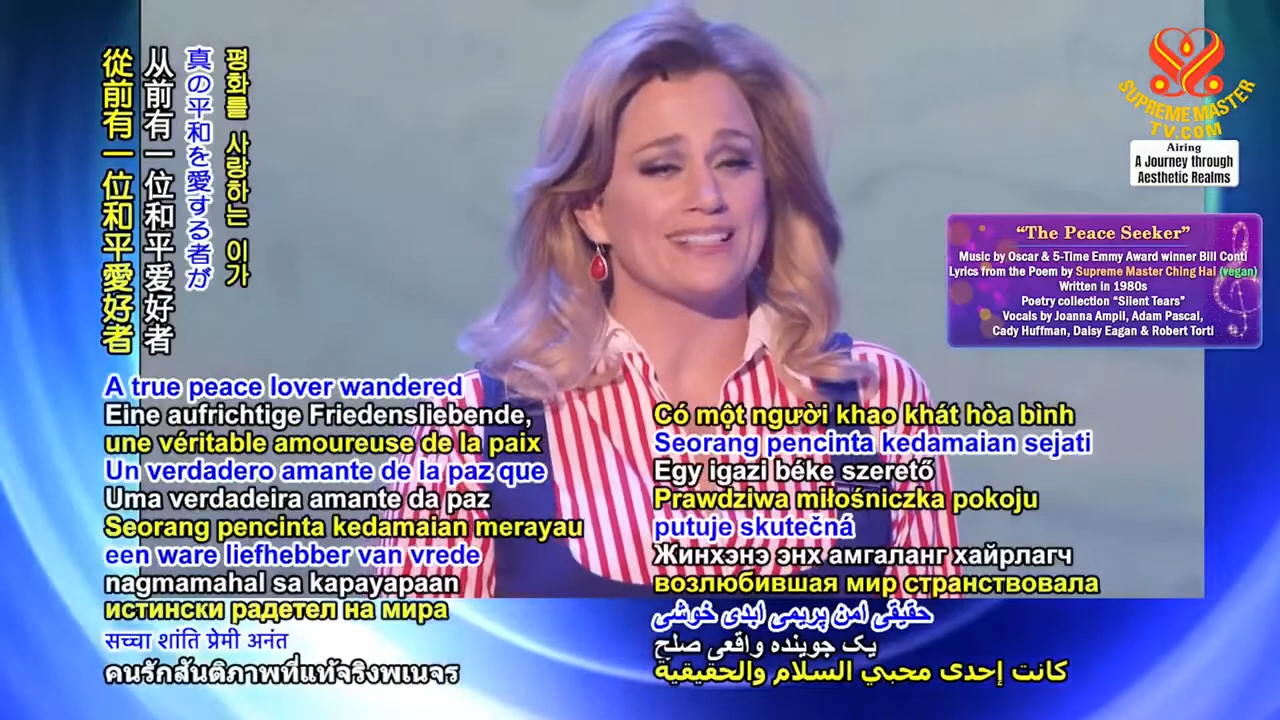 從前有一位和平愛好者
从前有一位和平爱好者
真の平和を愛する者が
평화를 사랑하는 이가
SUPREME MASTER
TV.COM
Airing
A Journey through
Aesthetic Realms
“The Peace Seeker”
Music by Oscar & 5-Time Emmy Award winner Bill Conti
Lyrics from the Poem by Supreme Master Ching Hai (vegan)
Written in 1980s
Poetry collection “Silent Tears”
Vocals by Joanna Ampil, Adam Pascal,
Cady Huffman, Daisy Eagan & Robert Torti
A true peace lover wandered
Eine aufrichtige Friedensliebende,
une véritable amoureuse de la paix
Un verdadero amante de la paz que
Uma verdadeira amante da paz
Seorang pencinta kedamaian merayau
een ware liefhebber van vrede
nagmamahal sa kapayapaan
истински радетел на мира
सच्चा शांति प्रेमी अनंत
คนรักสันติภาพที่แท้จริงพเนจร
Có một người khao khát hòa bình
Seorang pencinta kedamaian sejati
Egy igazi béke szerető
Prawdziwa miłośniczka pokoju
putuje skutečná
Жинхэнэ энх амгаланг хайрлагч
возлюбившая мир странствовала
حقیقی امن پریمی ابدی خوشی
یک جوینده واقعی صلح
كانت إحدى محبي السلام والحقيقية